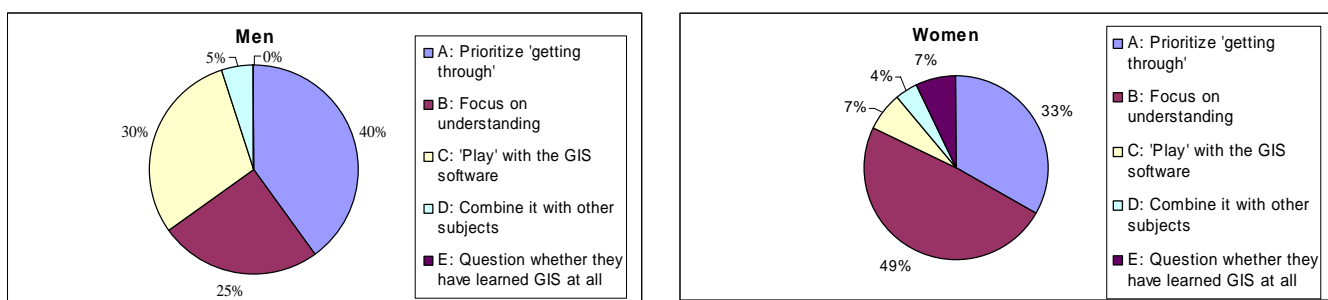 Men
0%
5%
30%
40%
25%
A: Prioritize 'getting
through'
B: Focus on
understanding
C: 'Play' with the GIS
software
D: Combine it with other
subjects
E: Question whether they
have learned GIS at all
Women
7%
4%
7%
33%
49%
A: Prioritize 'getting
through'
B: Focus on
understanding
C: 'Play' with the GIS
software
D: Combine it with other
subjects
E: Question whether they
have learned GIS at all